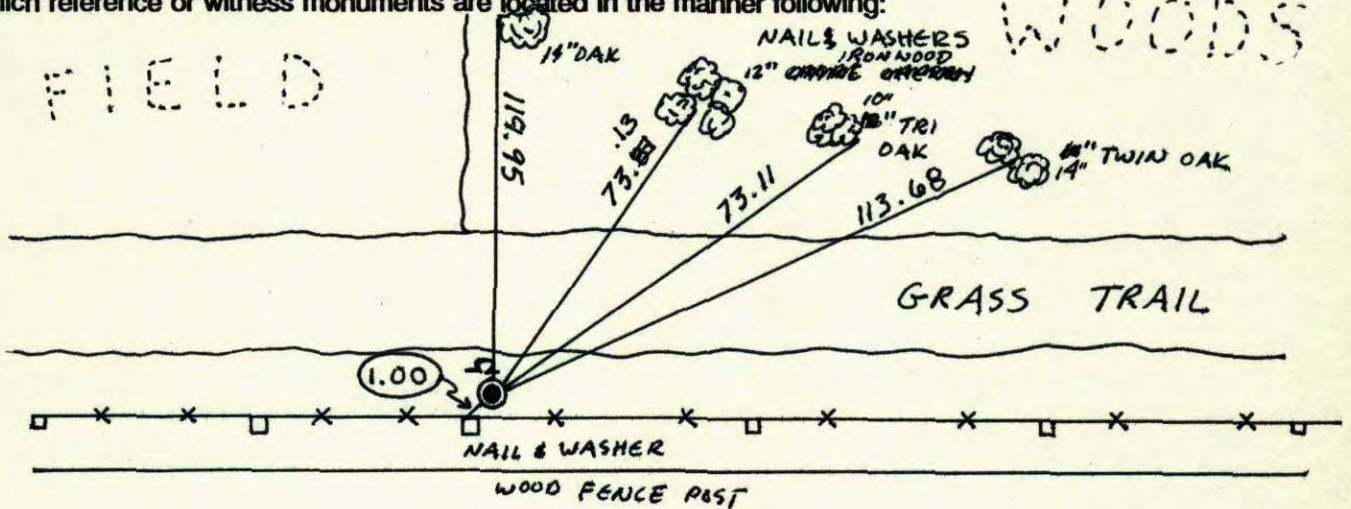 which reference or witness monuments are located in the manner following:
FIELD
WOODS
14" OAK
NAIL & WASHERS
IRONWOOD
12"
10"
TRI
OAK
TWIN OAK
14"
119.95
73.
.13
73.11
113.68
GRASS TRAIL
1.00
NAIL & WASHER
WOOD FENCE POST